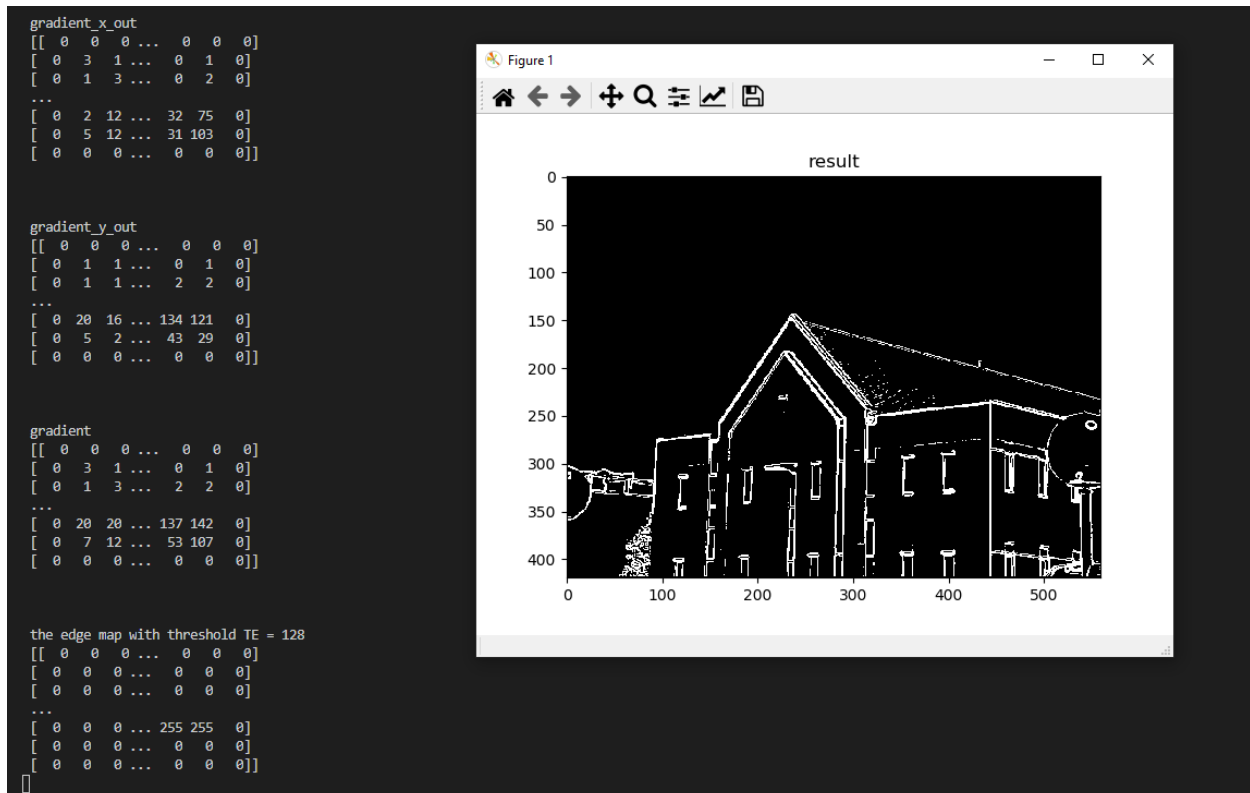 gradient_x_out
[[ 0 0 0 ... 0 0 0]
[ 0 3 1 ... 0 1 0]
[ 0 1 3 ... 0 2 0]
...
[ 0 2 12 ... 32 75 0]
[ 0 5 12 ... 31 103 0]
[ 0 0 0 ... 0 0 0]]
gradient_y_out
[[ 0 0 0 ... 0 0 0]
[ 0 1 1 ... 0 1 0]
[ 0 1 1 ... 2 2 0]
...
[ 0 20 16 ... 134 121 0]
[ 0 5 2 ... 43 29 0]
[ 0 0 0 ... 0 0 0]]
gradient
[[ 0 0 0 ... 0 0 0]
[ 0 3 1 ... 0 1 0]
[ 0 1 3 ... 2 2 0]
...
[ 0 20 20 ... 137 142 0]
[ 0 7 12 ... 53 107 0]
[ 0 0 0 ... 0 0 0]]
the edge map with threshold TE = 128
[[ 0 0 0 ... 0 0 0]
[ 0 0 0 ... 0 0 0]
[ 0 0 0 ... 0 0 0]
...
[ 0 0 0 ... 255 255 0]
[ 0 0 0 ... 0 0 0]
[ 0 0 0 ... 0 0 0]]
Figure 1
result
0
50
100
150
200
250
300
350
400
0 100 200 300 400 500